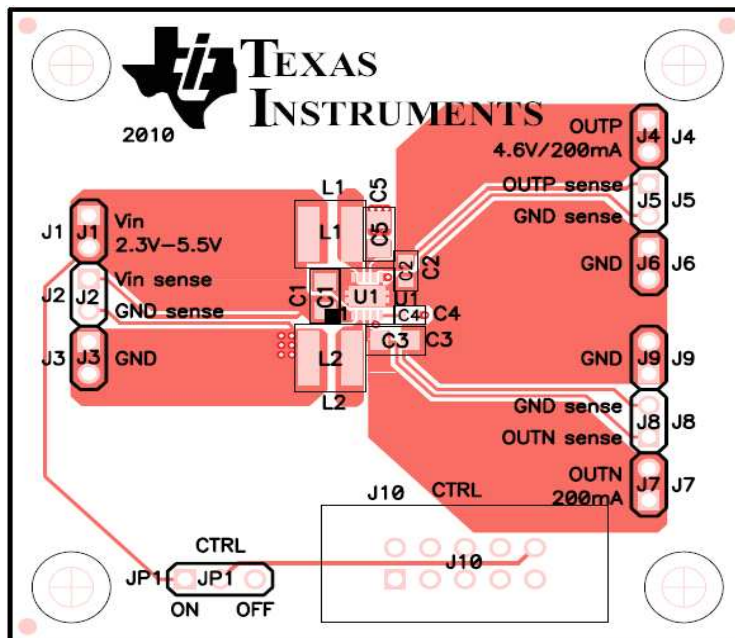 TEXAS
INSTRUMENTS
2010
OUTP
4.6V/200mA
J4 J4
OUTP sense
GND sense
J5 J5
GND
J6 J6
L1
L1
C5
C5
J1 J1
Vin
2.3V-5.5V
Vin sense
J2 J2
GND sense
J3 J3 GND
C1
C1
C2 C2
U1 U1
1
C4 C4
C3 C3
L2
L2
GND
J9 J9
GND sense
J8 J8
OUTN sense
OUTN
200mA
J7 J7
J10 CTRL
J10
CTRL
JP1 JP1
ON OFF